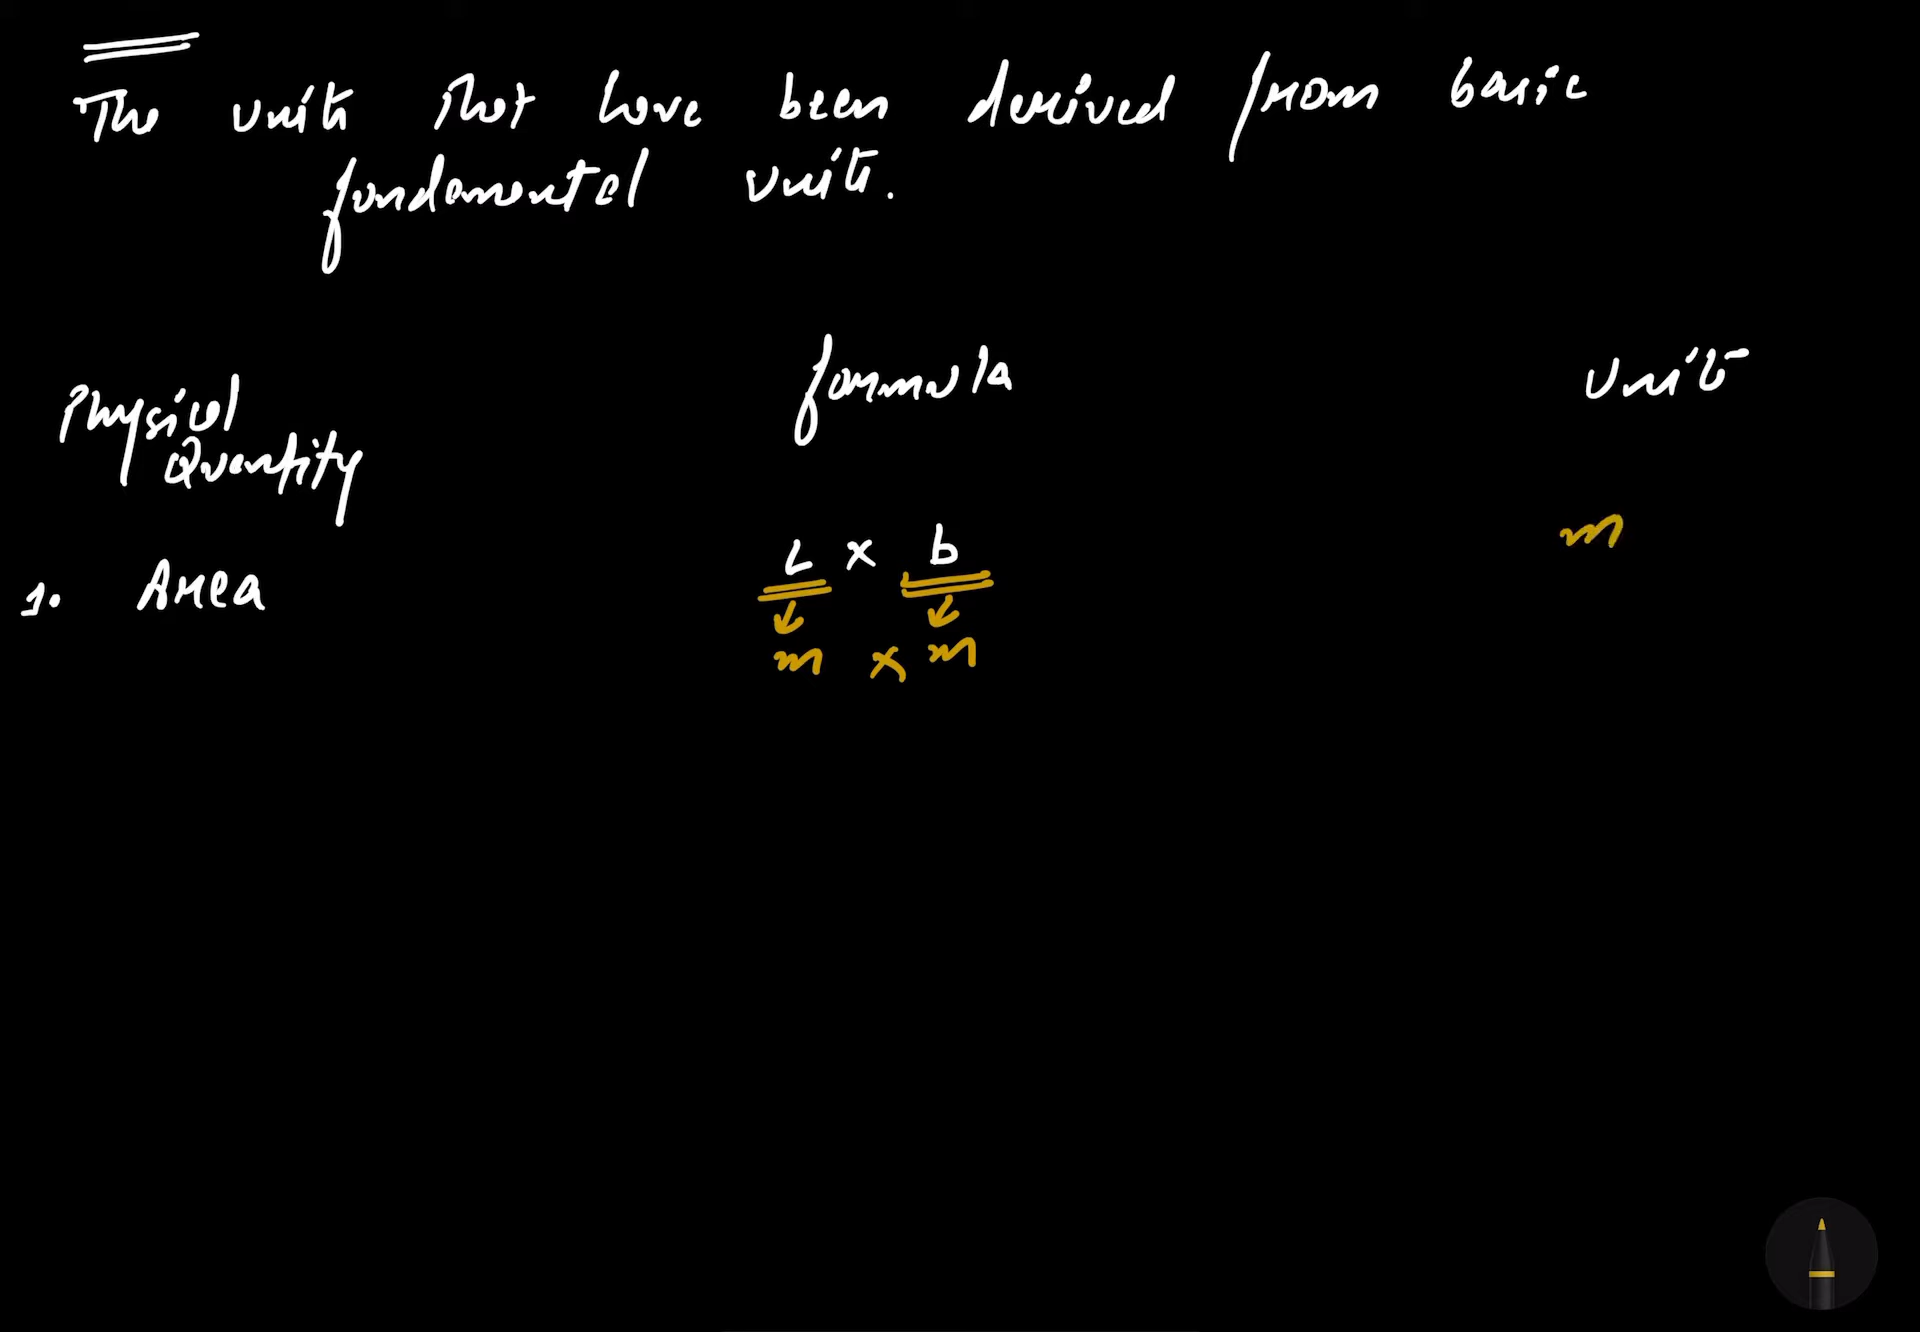 The units that have been derived from basic
fundamental units.
Physical Quantity formula Unit
1. Area L x b m
m x m